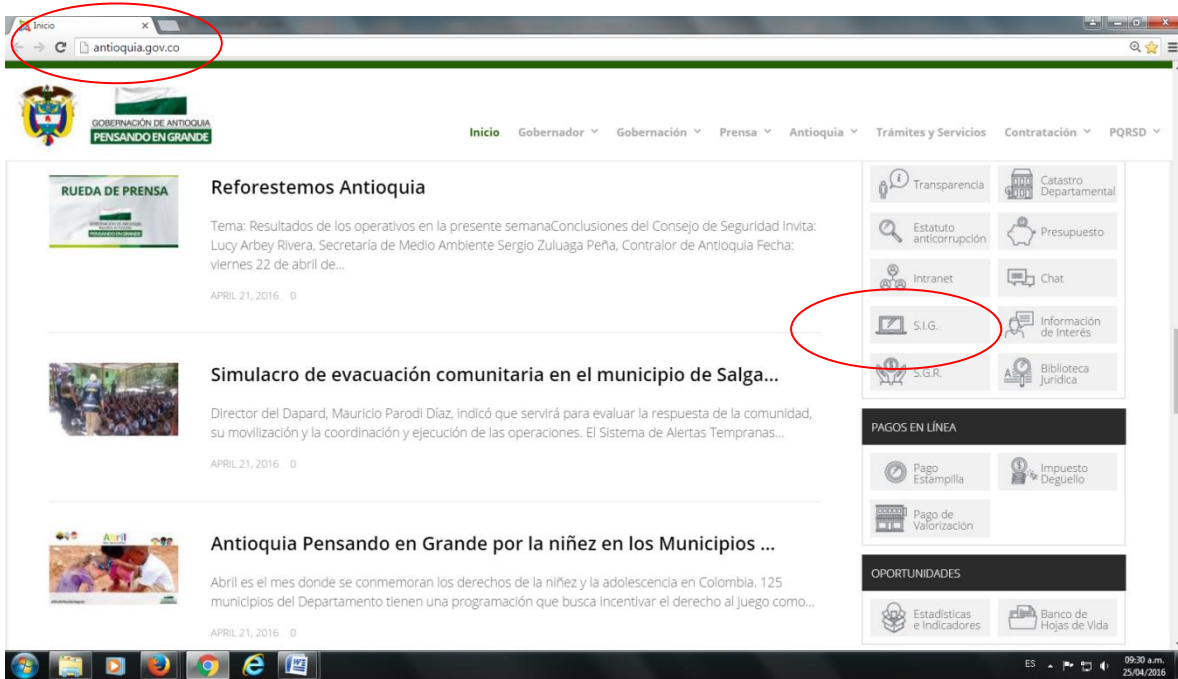 Inicio
antioquia.gov.co
GOBERNACIÓN DE ANTIOQUIA
PENSANDO EN GRANDE
Inicio Gobernador Gobernación Prensa Antioquia Trámites y Servicios Contratación PQRSD
RUEDA DE PRENSA
Reforestemos Antioquia
Tema: Resultados de los operativos en la presente semanaConclusiones del Consejo de Seguridad Invita:
Lucy Arbey Rivera, Secretaría de Medio Ambiente Sergio Zuluaga Peña, Contralor de Antioquia Fecha:
viernes 22 de abril de...
APRIL 21, 2016 0
Simulacro de evacuación comunitaria en el municipio de Salga...
Director del Dapard, Mauricio Parodi Díaz, indicó que servirá para evaluar la respuesta de la comunidad,
su movilización y la coordinación y ejecución de las operaciones. El Sistema de Alertas Tempranas...
APRIL 21, 2016 0
Abril
Antioquia Pensando en Grande por la niñez en los Municipios ...
Abril es el mes donde se conmemoran los derechos de la niñez y la adolescencia en Colombia. 125
municipios del Departamento tienen una programación que busca incentivar el derecho al juego como...
APRIL 21, 2016 0
Transparencia
Catastro
Departamental
Estatuto
anticorrupción
Presupuesto
Intranet
Chat
S.I.G.
Información
de Interés
S.G.R.
Biblioteca
Jurídica
PAGOS EN LÍNEA
Pago
Estampilla
Impuesto
Degüello
Pago de
Valorización
OPORTUNIDADES
Estadísticas
e Indicadores
Banco de
Hojas de Vida
ES
09:30 a.m.
25/04/2016